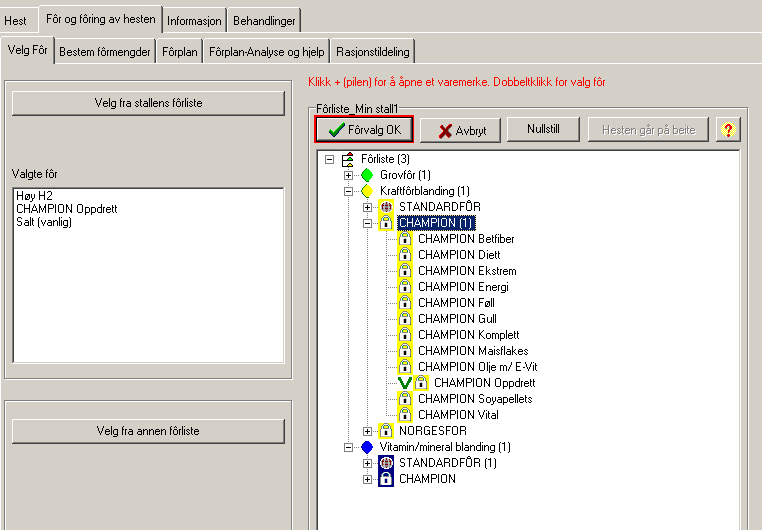 Hest
Fôr og fôring av hesten
Informasjon
Behandlinger
Velg Fôr
Bestem fôrmengder
Fôrplan
Fôrplan-Analyse og hjelp
Rasjonstildeling
Velg fra stallens fôrliste
Valgte fôr
Høy H2
CHAMPION Oppdrett
Salt (vanlig)
Velg fra annen fôrliste
Klikk + (pilen) for å åpne et varemerke. Dobbeltklikk for valg fôr
Fôrliste_Min stall1
Fôrvalg OK
Avbryt
Nullstill
Hesten går på beite
?
Fôrliste (3)
Grovfôr (1)
Kraftfôrblanding (1)
STANDARDFÔR
CHAMPION (1)
CHAMPION Betfiber
CHAMPION Diett
CHAMPION Ekstrem
CHAMPION Energi
CHAMPION Føll
CHAMPION Gull
CHAMPION Komplett
CHAMPION Maisflakes
CHAMPION Olje m/ E-Vit
CHAMPION Oppdrett
CHAMPION Soyapellets
CHAMPION Vital
NORGESFOR
Vitamin/mineral blanding (1)
STANDARDFÔR (1)
CHAMPION